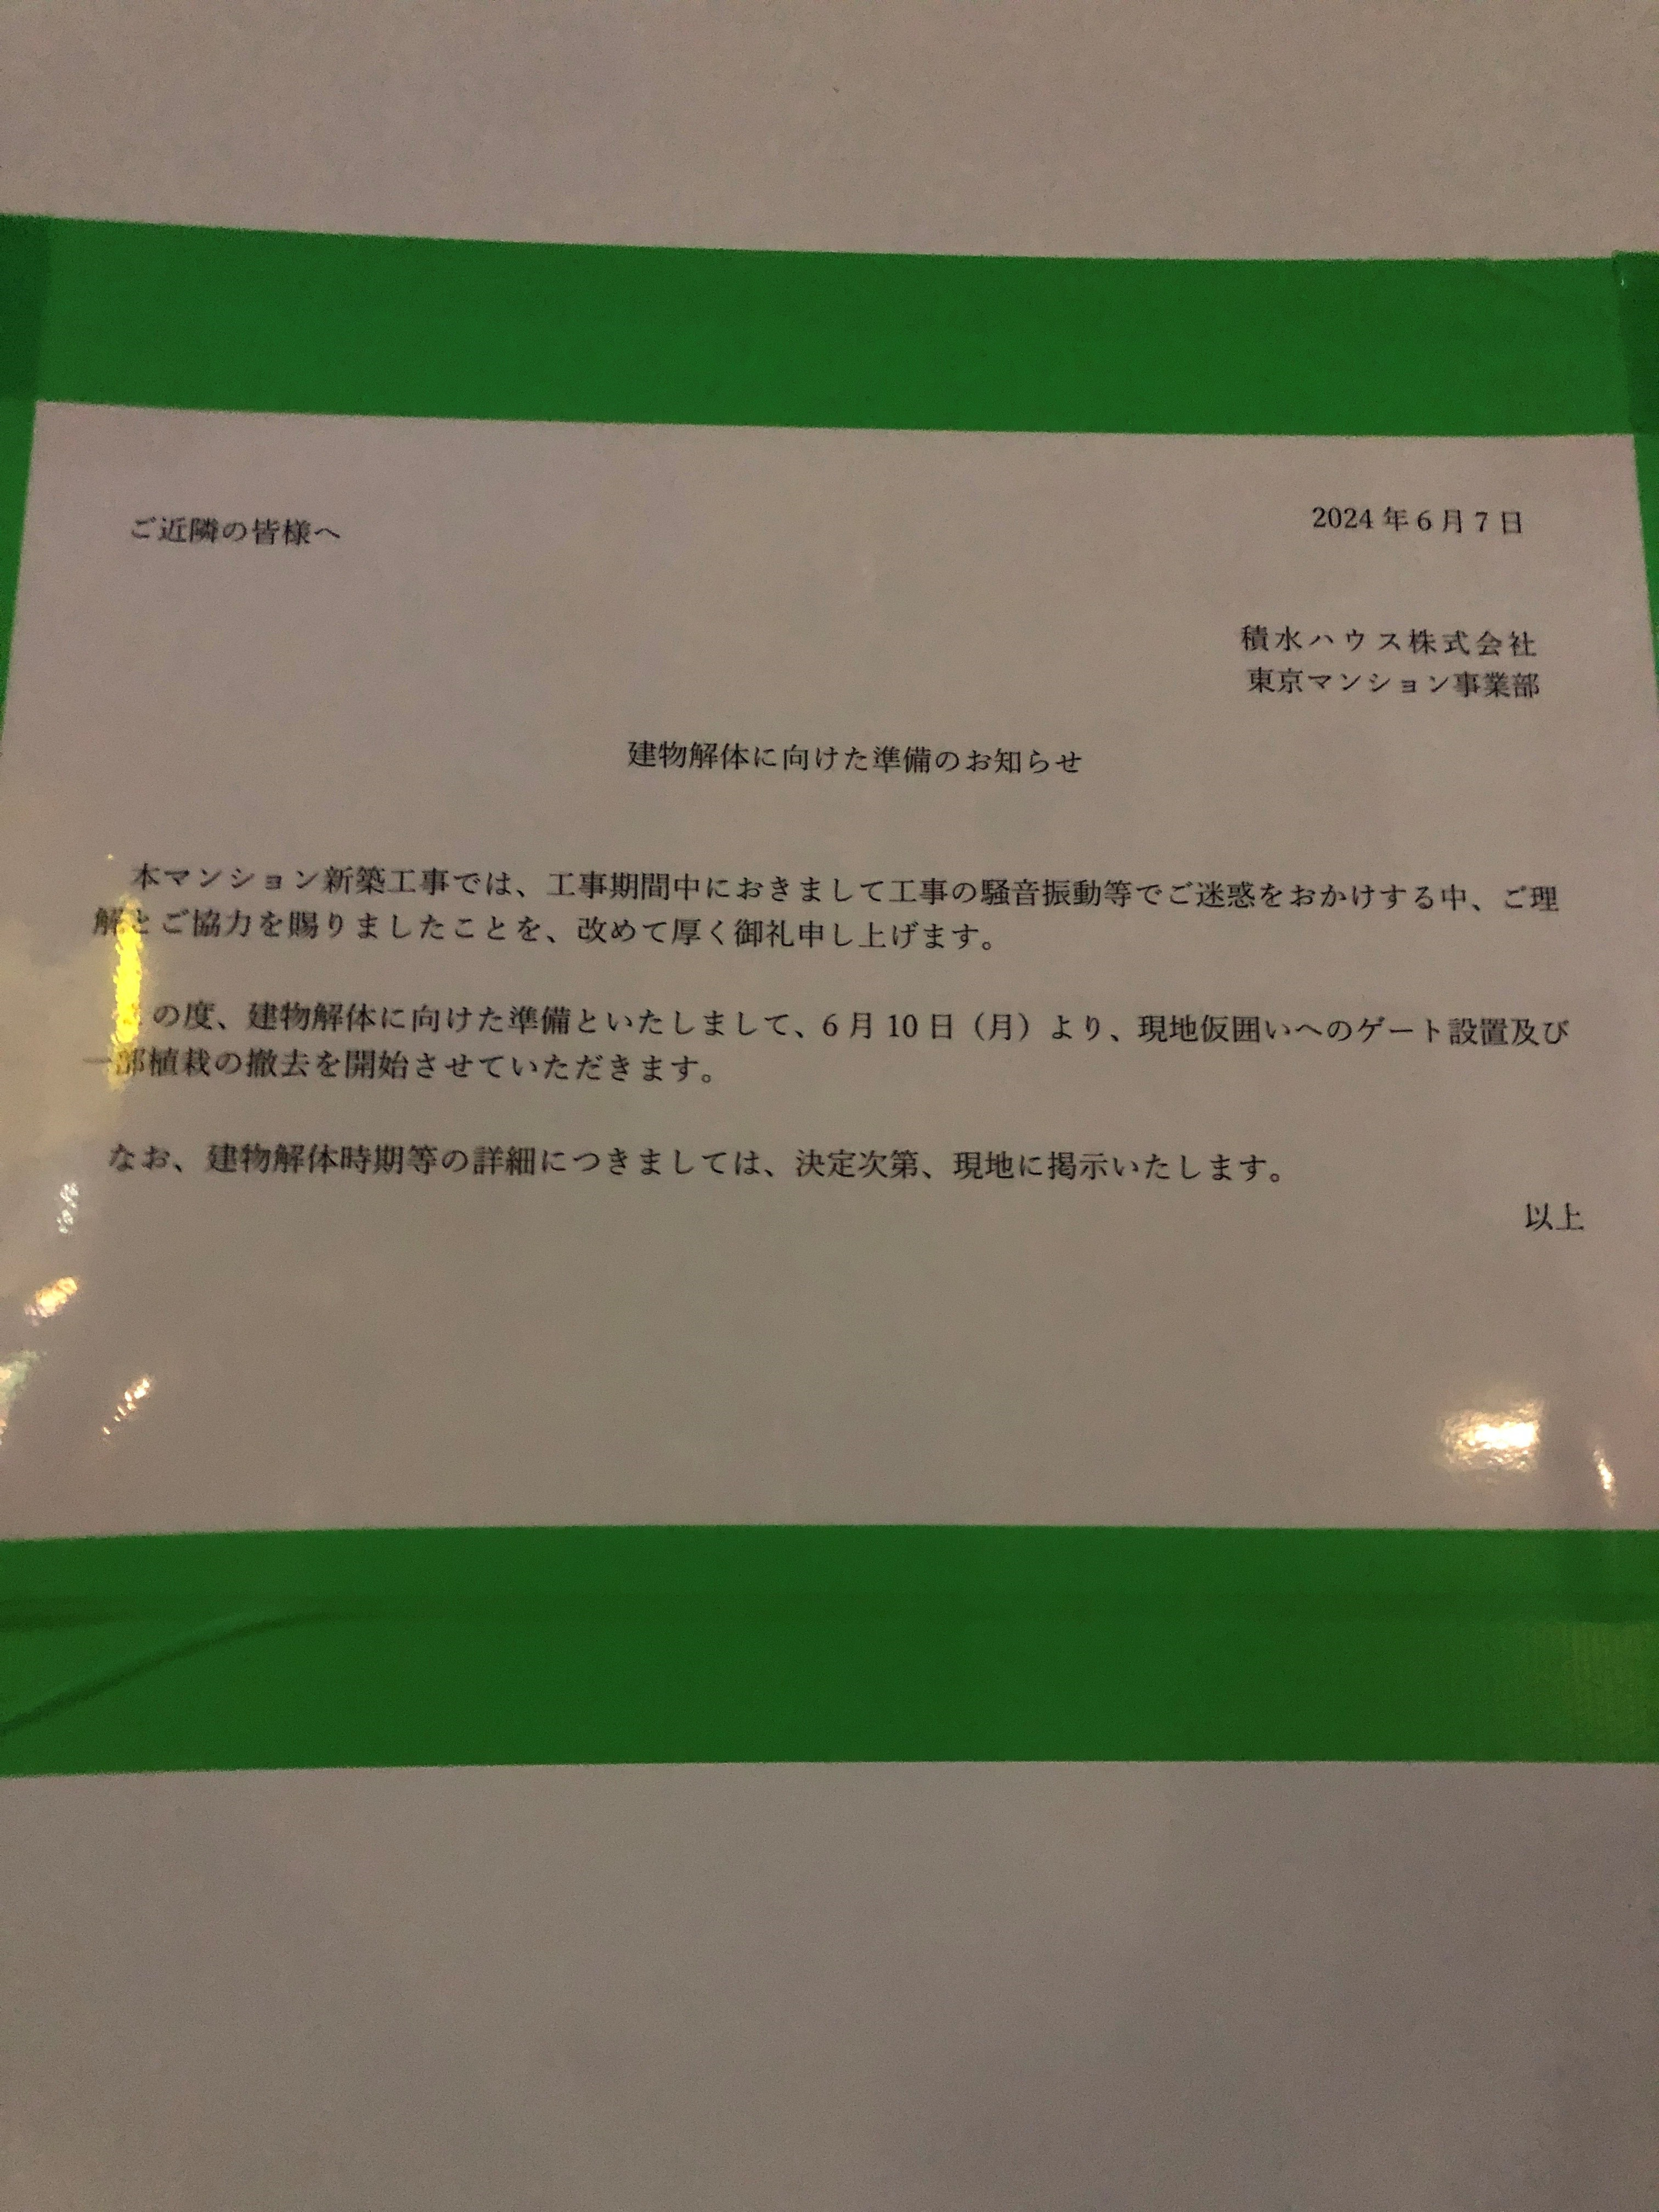 ご近隣の皆様へ
2024年6月7日
積水ハウス株式会社
東京マンション事業部
建物解体に向けた準備のお知らせ
本マンション新築工事では、工事期間中におきまして工事の騒音振動等でご迷惑をおかけする中、ご理
解とご協力を賜りましたことを、改めて厚く御礼申し上げます。
の度、建物解体に向けた準備といたしまして、6月10日（月）より、現地仮囲いへのゲート設置及び
一部植栽の撤去を開始させていただきます。
なお、建物解体時期等の詳細につきましては、決定次第、現地に掲示いたします。
以上